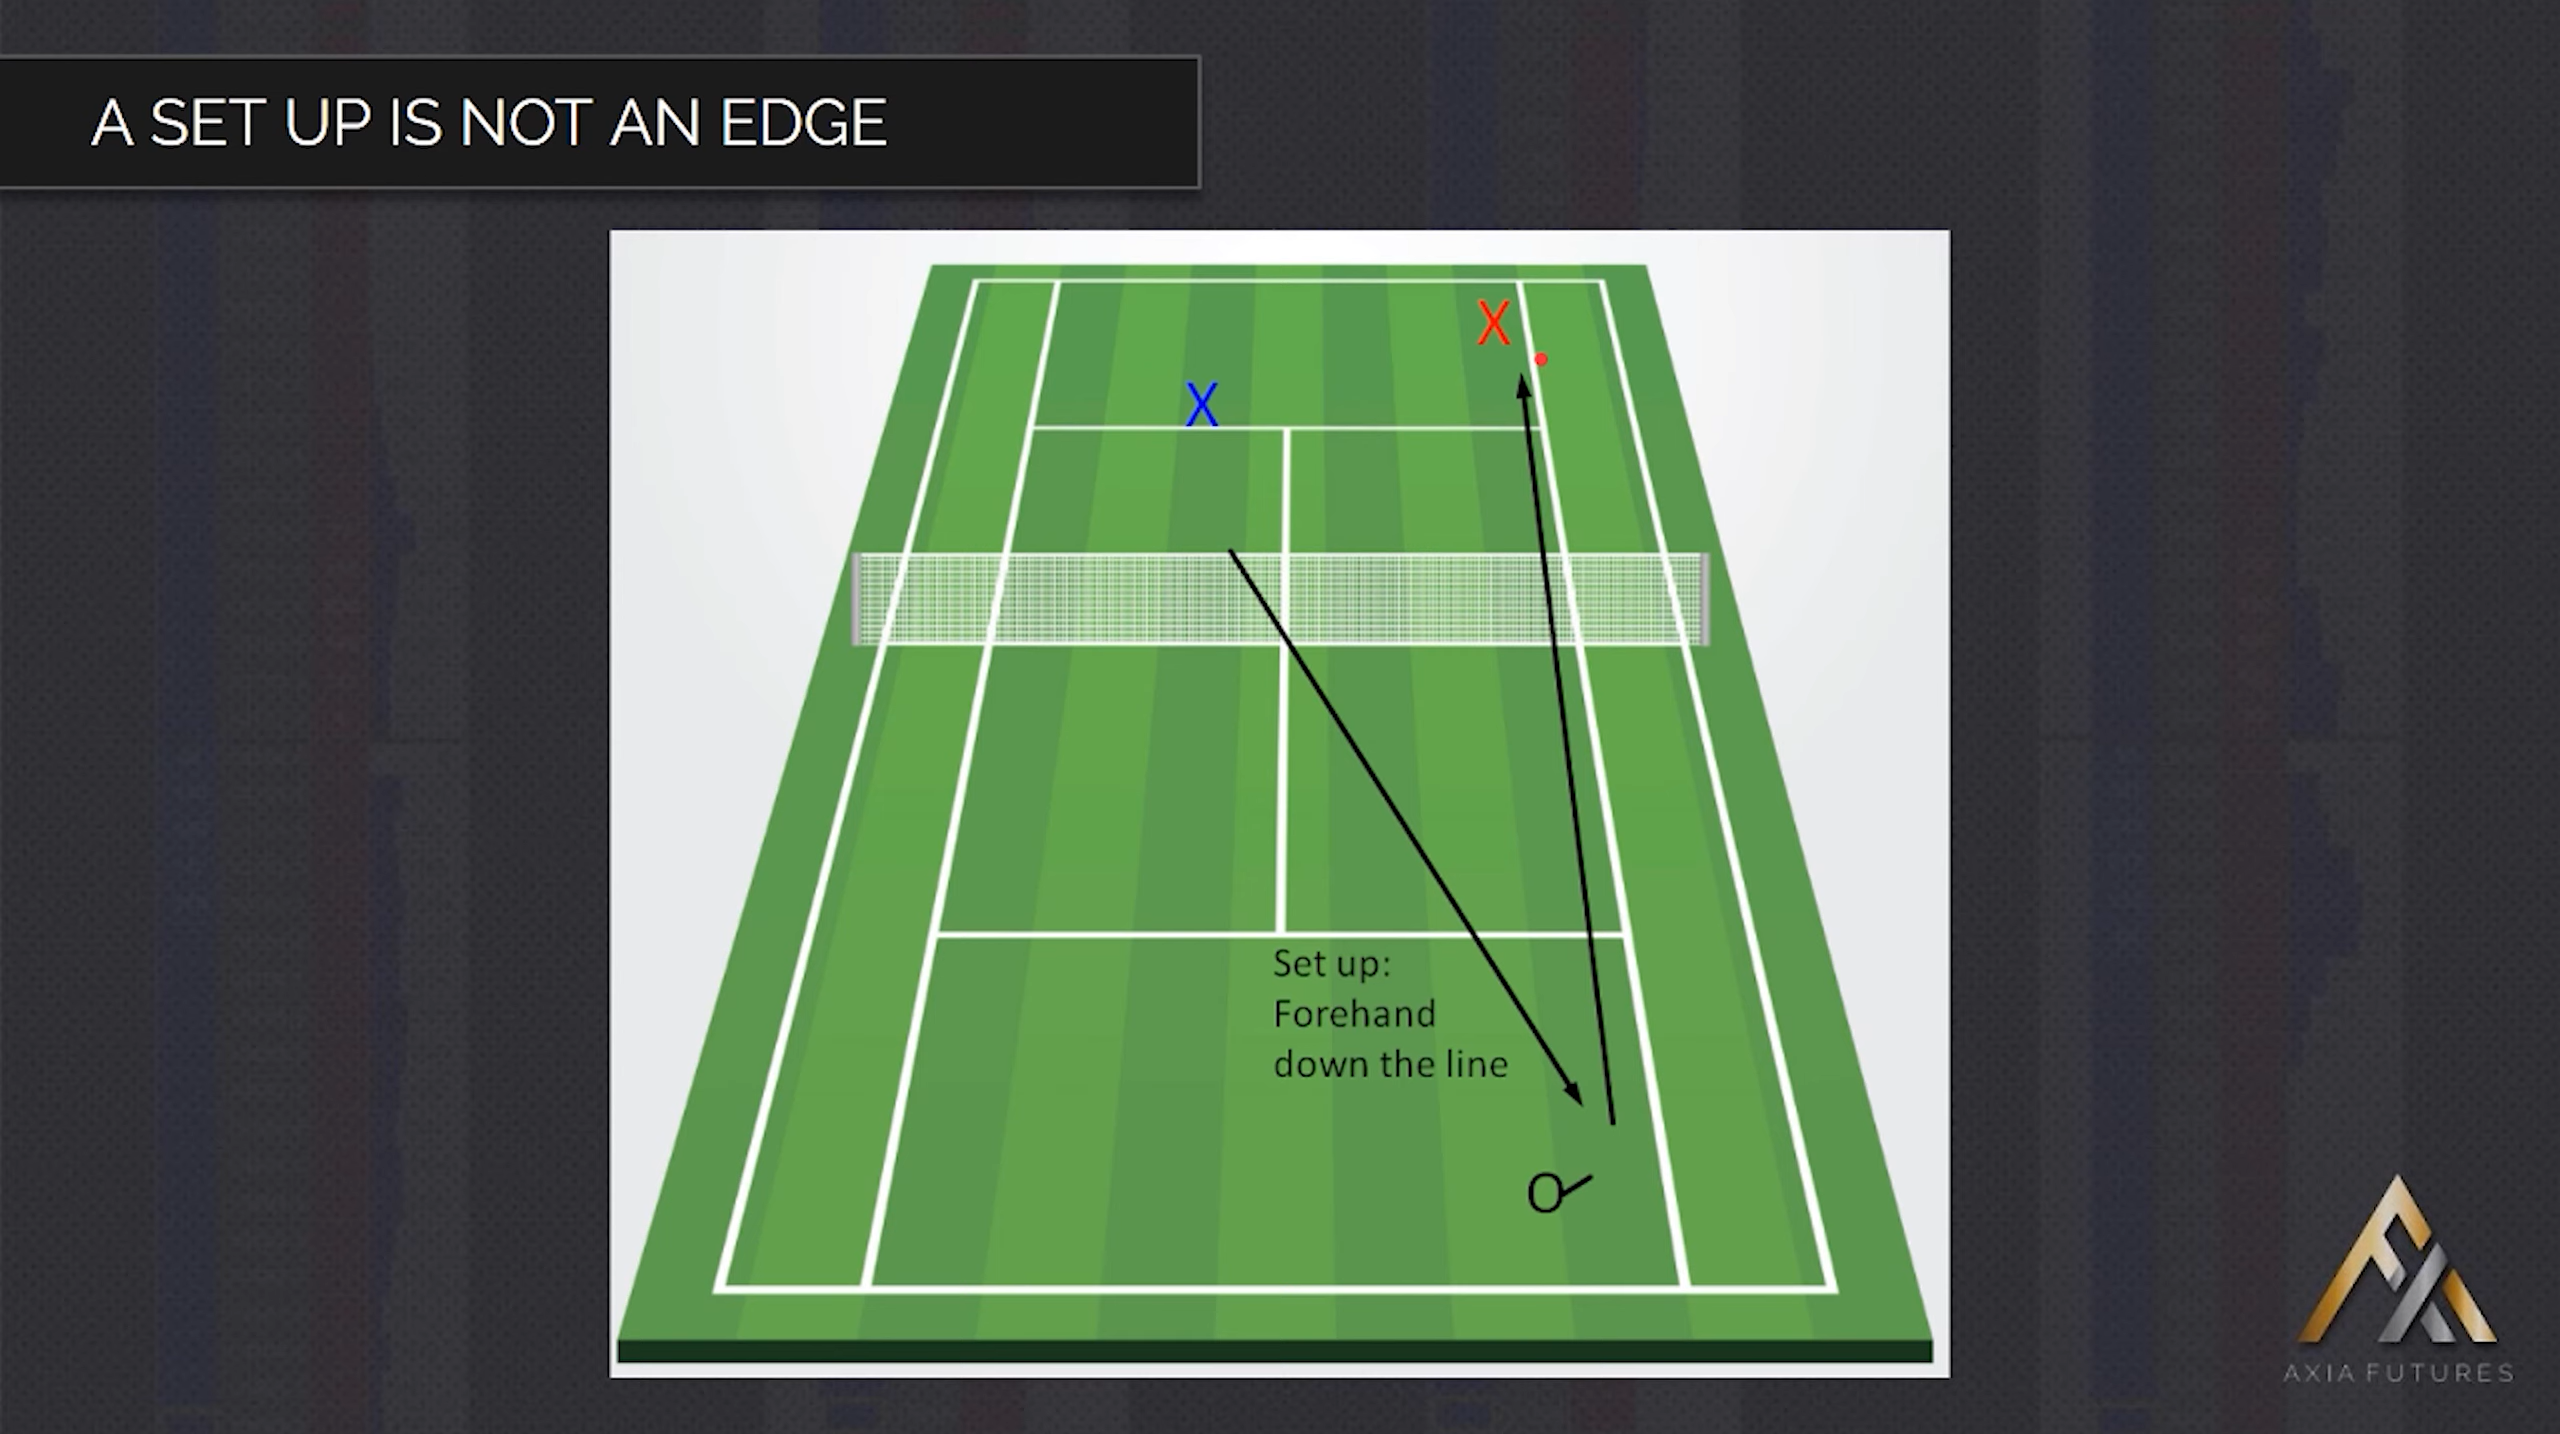 A SET UP IS NOT AN EDGE
X
X
Set up:
Forehand
down the line
O
AXIA FUTURES